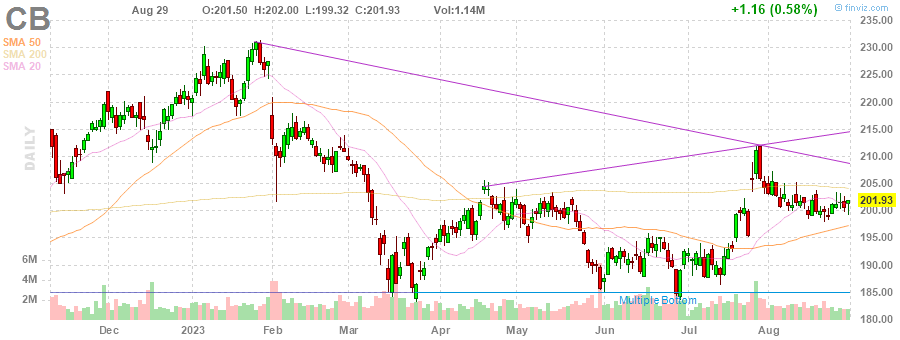 CB Aug 29 O:201.50 H:202.00 L:199.32 C:201.93 Vol:1.14M +1.16 (0.58%) © finviz.com
SMA 50
SMA 200
SMA 20
DAILY
235.00
230.00
225.00
220.00
215.00
210.00
205.00
201.93
200.00
195.00
6M 190.00
4M
2M 185.00
Multiple Bottom
180.00
Dec 2023 Feb Mar Apr May Jun Jul Aug